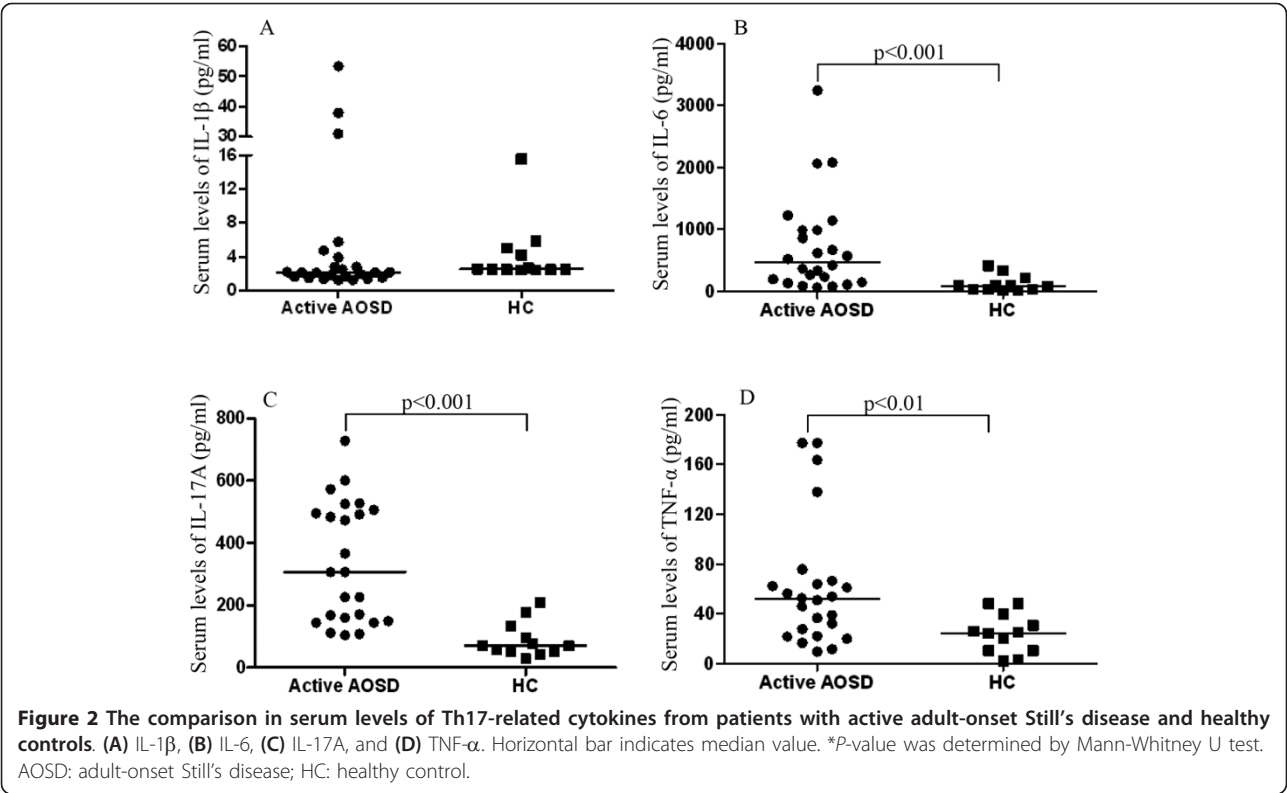 A
Serum levels of IL-1β (pg/ml)
60
50
40
30
16
12
8
4
0
Active AOSD
HC
B
Serum levels of IL-6 (pg/ml)
4000
3000
2000
1000
0
p<0.001
Active AOSD
HC
C
Serum levels of IL-17A (pg/ml)
800
600
400
200
0
p<0.001
Active AOSD
HC
D
Serum levels of TNF-α (pg/ml)
200
160
120
80
40
0
p<0.01
Active AOSD
HC
Figure 2 The comparison in serum levels of Th17-related cytokines from patients with active adult-onset Still's disease and healthy
controls. (A) IL-1β, (B) IL-6, (C) IL-17A, and (D) TNF-α. Horizontal bar indicates median value. *P-value was determined by Mann-Whitney U test.
AOSD: adult-onset Still's disease; HC: healthy control.